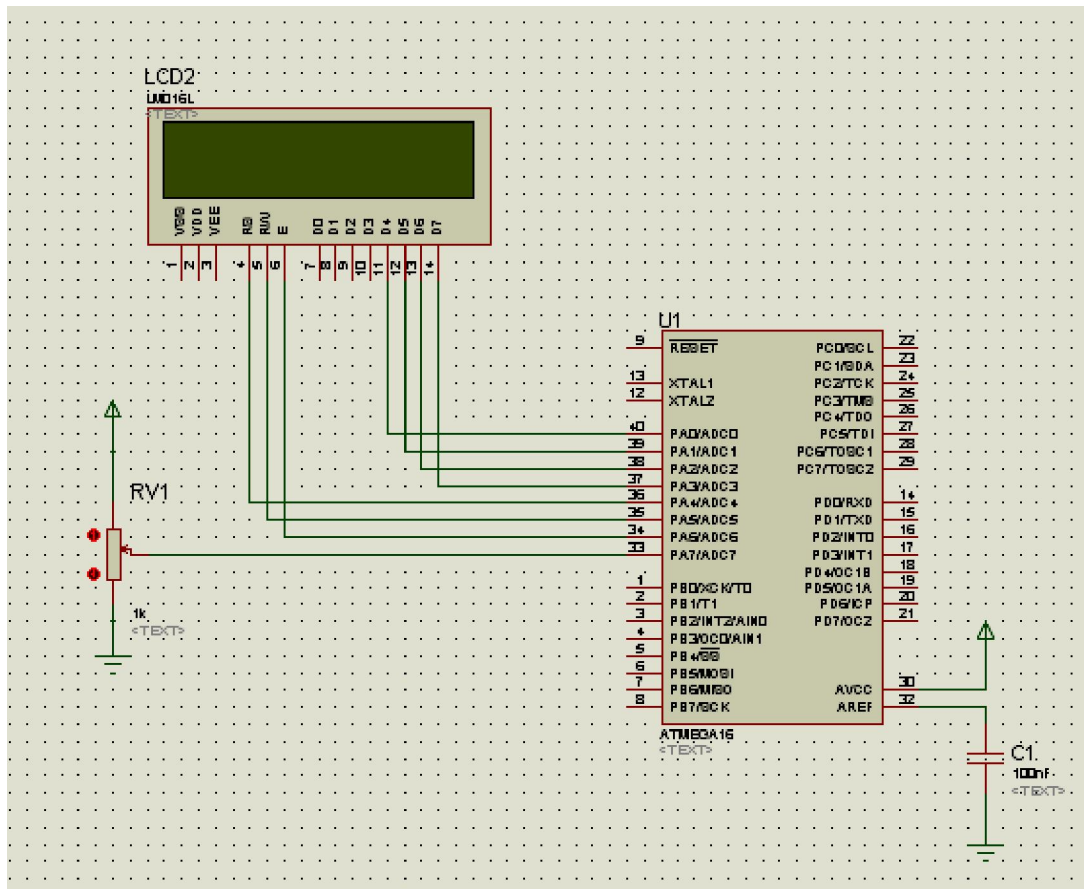 LCD2
LM016L
<TEXT>
VSS VDD VEE RS RW E D0 D1 D2 D3 D4 D5 D6 D7
1 2 3 4 5 6 7 8 9 10 11 12 13 14
U1
9 RESET PC0/SCL 22
PC1/SDA 23
13 XTAL1 PC2/TCK 24
12 XTAL2 PC3/TMS 25
PC4/TDO 26
40 PA0/ADC0 PC5/TDI 27
39 PA1/ADC1 PC6/TOSC1 28
38 PA2/ADC2 PC7/TOSC2 29
37 PA3/ADC3
36 PA4/ADC4 PD0/RXD 14
35 PA5/ADC5 PD1/TXD 15
34 PA6/ADC6 PD2/INT0 16
33 PA7/ADC7 PD3/INT1 17
PD4/OC1B 18
1 PB0/XCK/T0 PD5/OC1A 19
2 PB1/T1 PD6/ICP 20
3 PB2/INT2/AIN0 PD7/OC2 21
4 PB3/OC0/AIN1
5 PB4/SS
6 PB5/MOSI
7 PB6/MISO AVCC 30
8 PB7/SCK AREF 32
ATMEGA16
<TEXT>
RV1
1k
<TEXT>
C1
100nF
<TEXT>